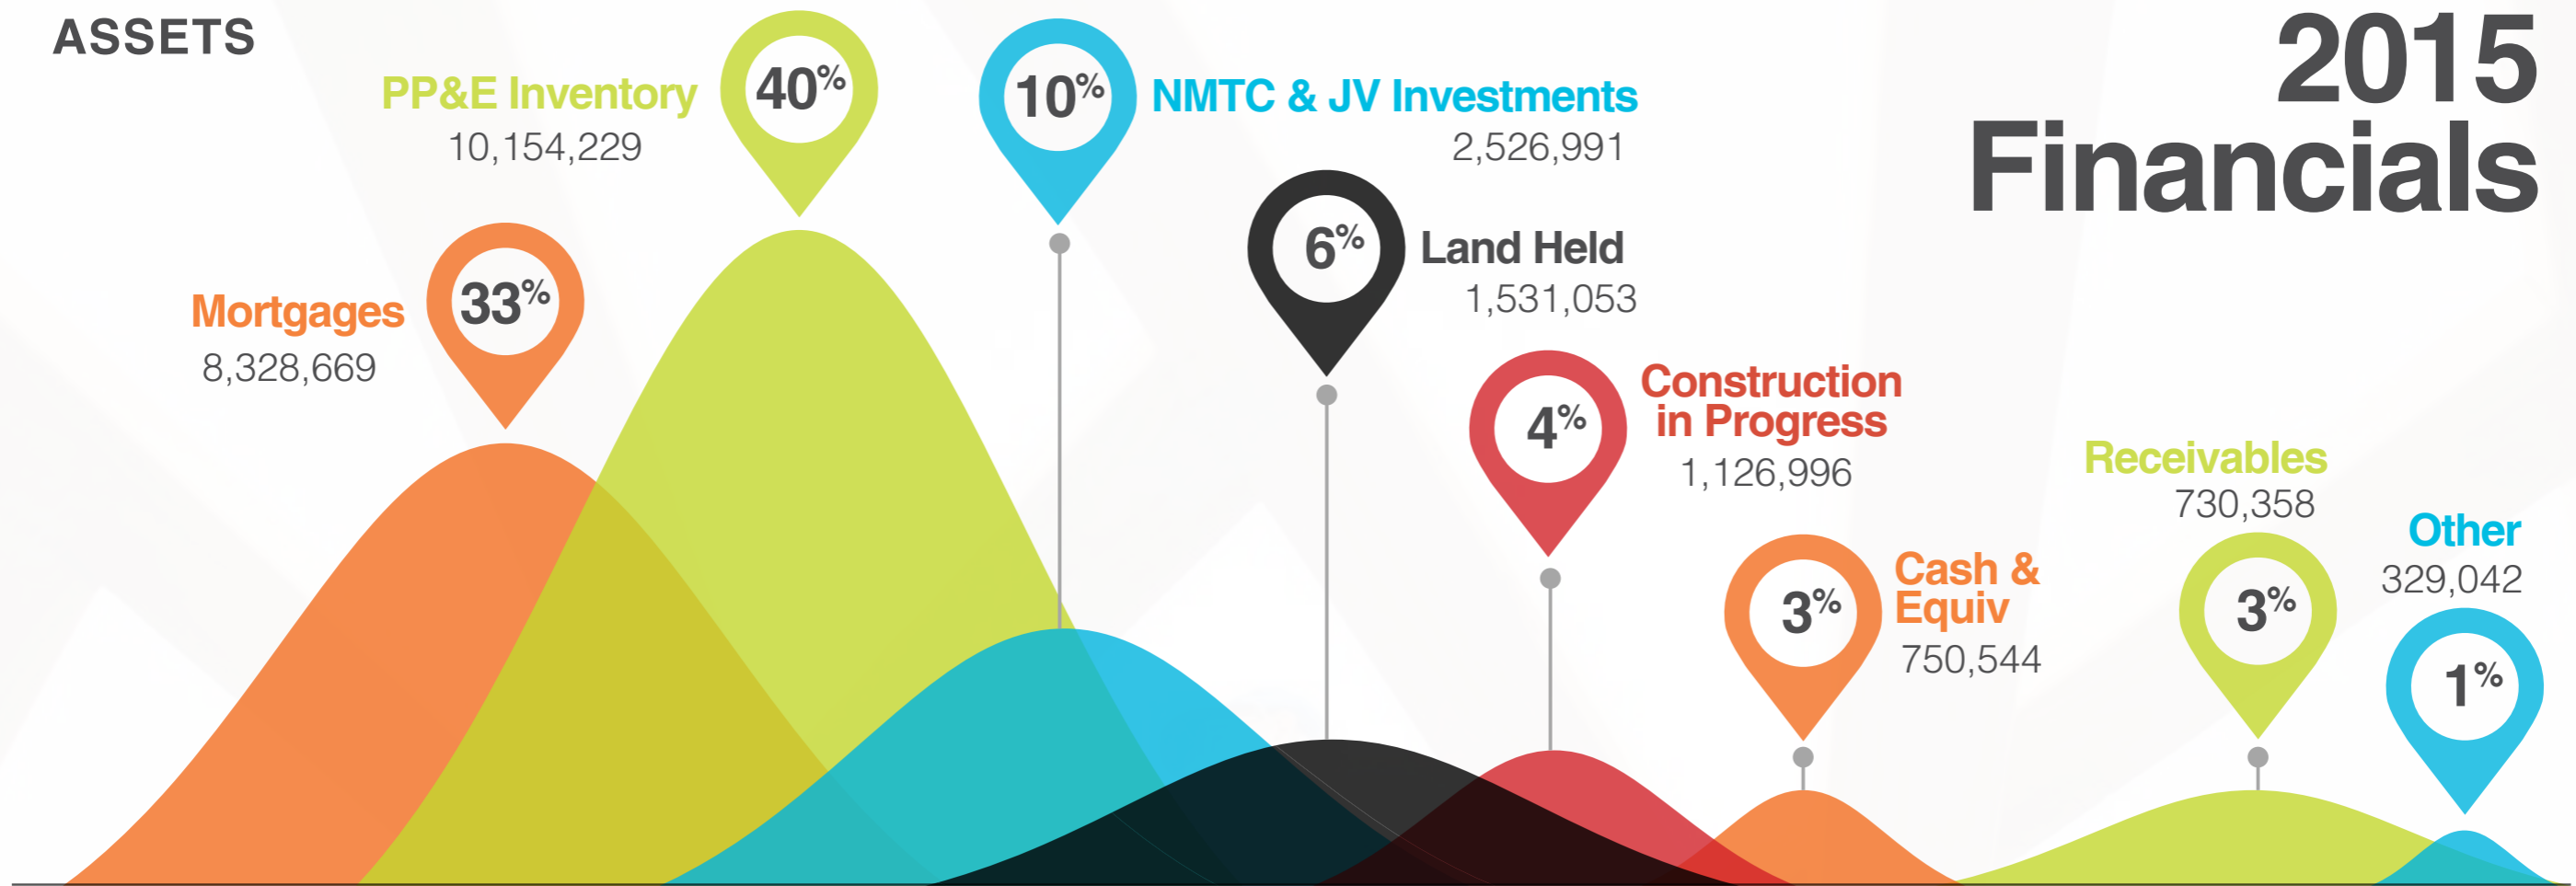 ASSETS
2015
Financials
PP&E Inventory
10,154,229
40%
10%
NMTC & JV Investments
2,526,991
Mortgages
8,328,669
33%
6%
Land Held
1,531,053
4%
Construction
in Progress
1,126,996
3%
Cash &
Equiv
750,544
Receivables
730,358
3%
Other
329,042
1%